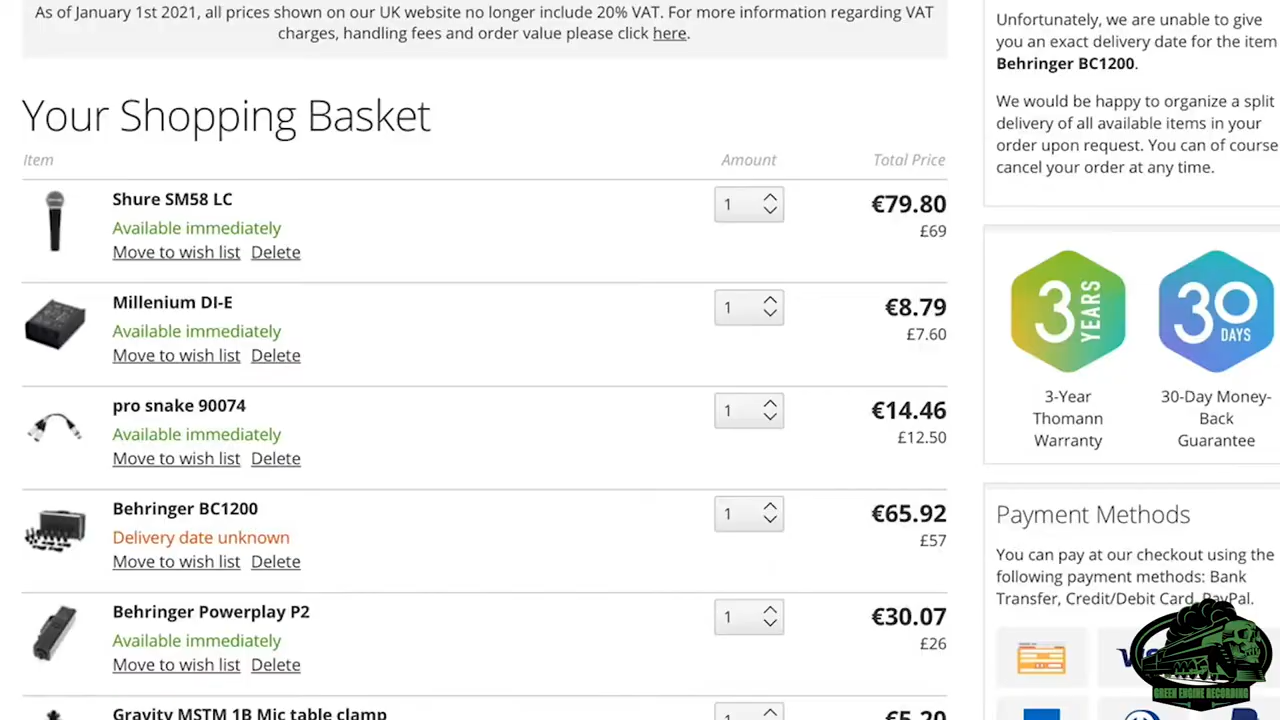 As of January 1st 2021, all prices shown on our UK website no longer include 20% VAT. For more information regarding VAT
charges, handling fees and order value please click here.
Your Shopping Basket
Item Amount Total Price
Shure SM58 LC
Available immediately
Move to wish list Delete
1
€79.80
£69
Millenium DI-E
Available immediately
Move to wish list Delete
1
€8.79
£7.60
pro snake 90074
Available immediately
Move to wish list Delete
1
€14.46
£12.50
Behringer BC1200
Delivery date unknown
Move to wish list Delete
1
€65.92
£57
Behringer Powerplay P2
Available immediately
Move to wish list Delete
1
€30.07
£26
Gravity MSTM 1B Mic table clamp
1
€5.20
Unfortunately, we are unable to give
you an exact delivery date for the item
Behringer BC1200.
We would be happy to organize a split
delivery of all available items in your
order upon request. You can of course
cancel your order at any time.
3 YEARS
30 DAYS
3-Year
Thomann
Warranty
30-Day Money-
Back
Guarantee
Payment Methods
You can pay at our checkout using the
following payment methods: Bank
Transfer, Credit/Debit Card, PayPal.
GREEN ENGINE RECORDING